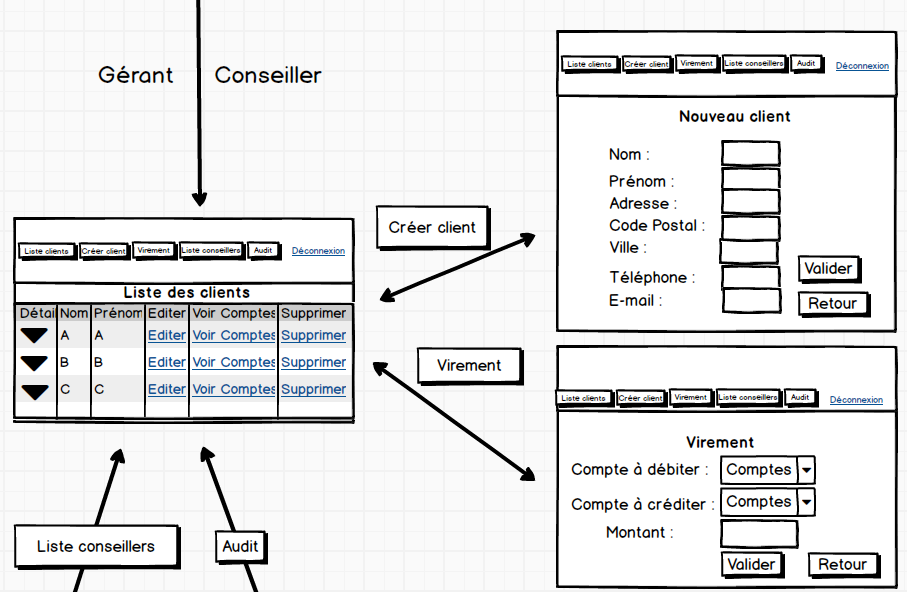 Gérant Conseiller
Liste clients Créer client Virement Liste conseillers Audit Déconnexion
Liste des clients
Détail Nom Prénom Editer Voir Comptes Supprimer
A A Editer Voir Comptes Supprimer
B B Editer Voir Comptes Supprimer
C C Editer Voir Comptes Supprimer
Créer client
Virement
Liste conseillers
Audit
Liste clients Créer client Virement Liste conseillers Audit Déconnexion
Nouveau client
Nom :
Prénom :
Adresse :
Code Postal :
Ville :
Téléphone :
E-mail :
Valider
Retour
Liste clients Créer client Virement Liste conseillers Audit Déconnexion
Virement
Compte à débiter : Comptes
Compte à créditer : Comptes
Montant :
Valider Retour